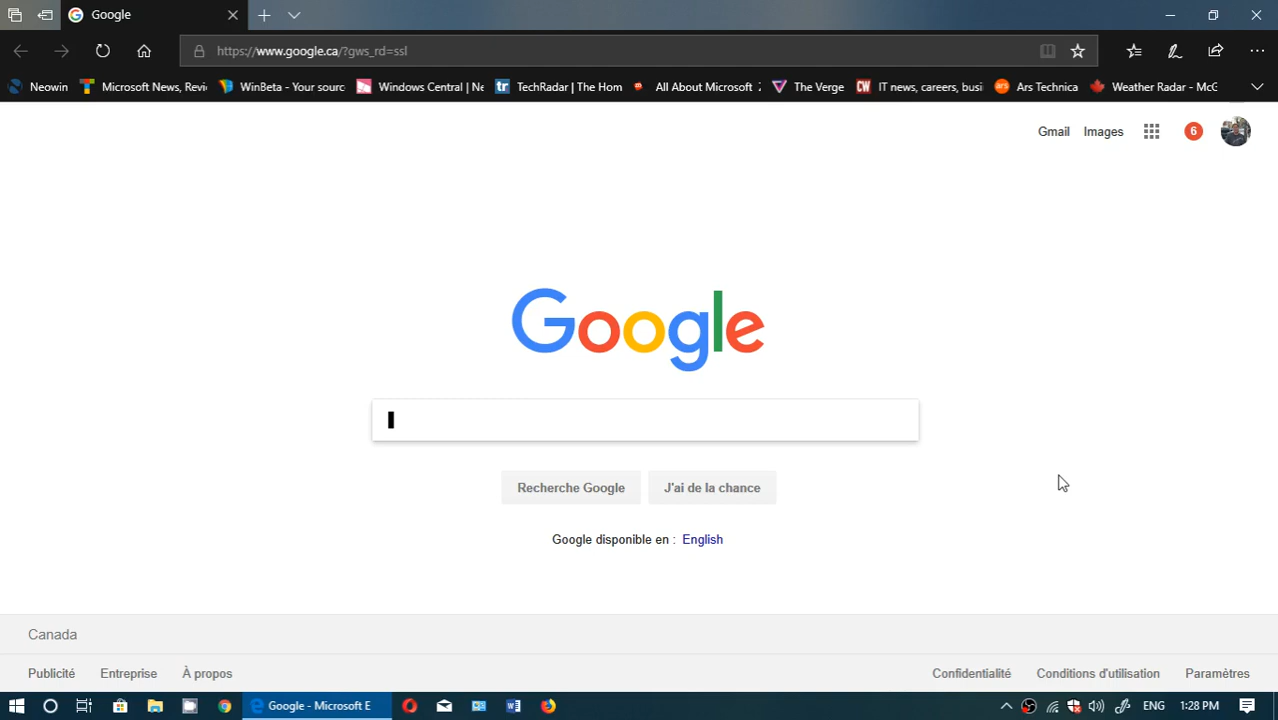 Google
https://www.google.ca/?gws_rd=ssl
Neowin Microsoft News, Revi WinBeta - Your sourc Windows Central | Ne TechRadar | The Hom All About Microsoft The Verge CW IT news, careers, busi ars Ars Technica Weather Radar - McG
Gmail Images 6
Google
Recherche Google J'ai de la chance
Google disponible en : English
Canada
Publicité Entreprise À propos Confidentialité Conditions d'utilisation Paramètres
Google - Microsoft E ENG 1:28 PM